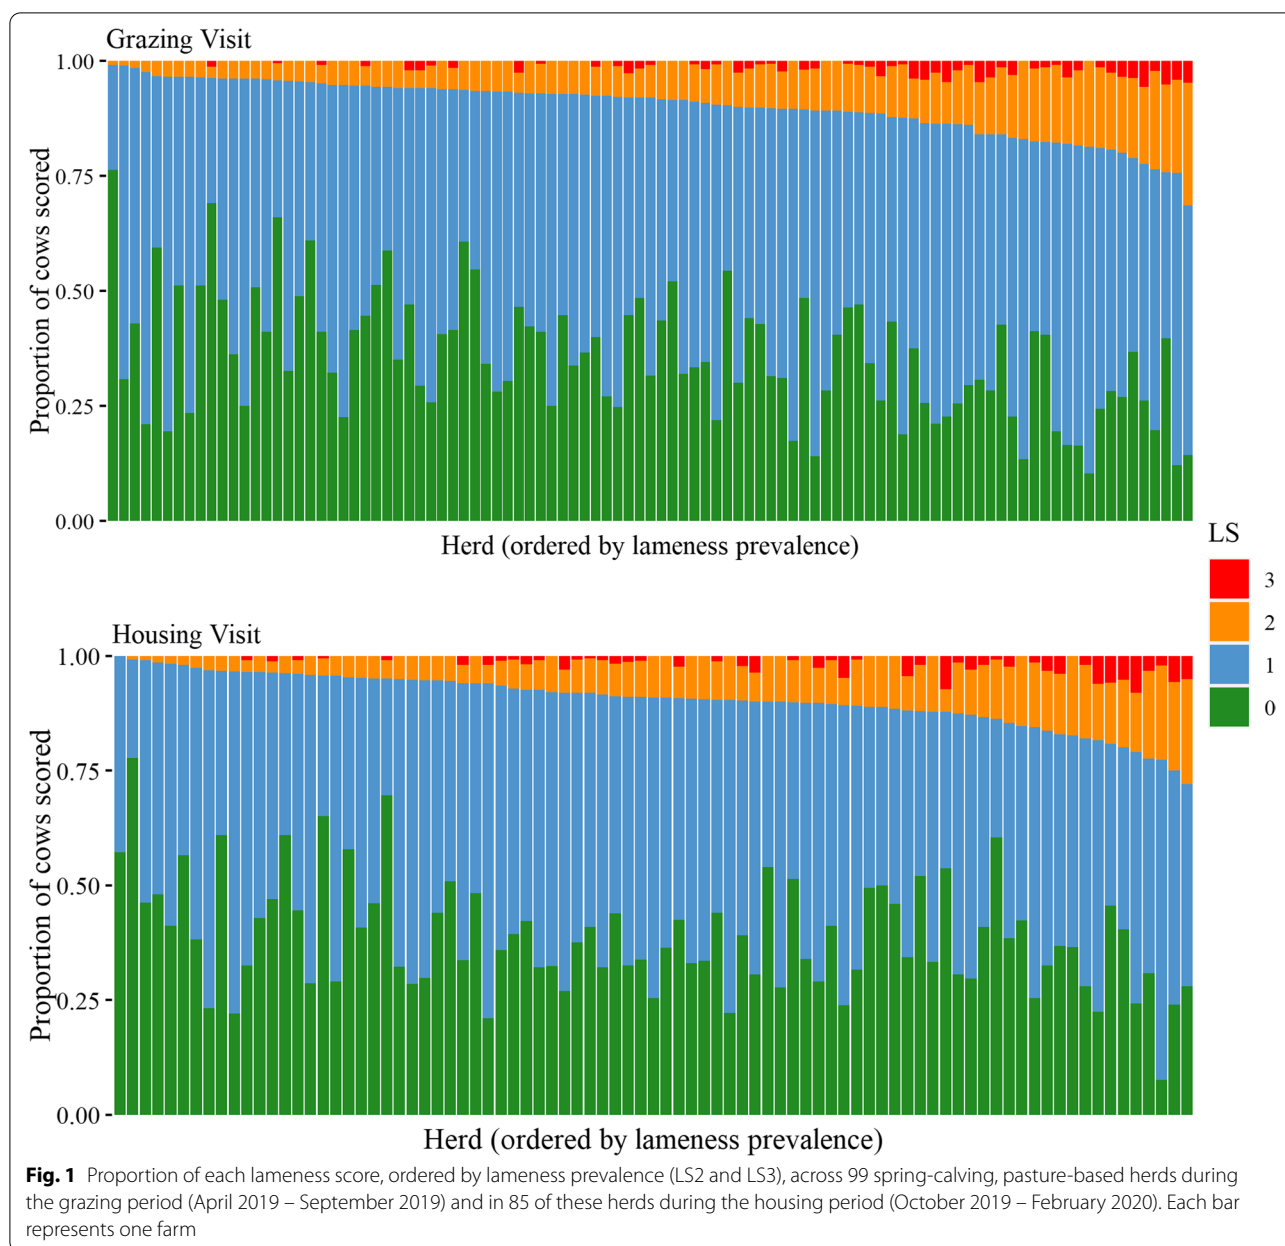 Grazing Visit
1.00
0.75
0.50
0.25
0.00
Proportion of cows scored
Herd (ordered by lameness prevalence)
LS
3
2
1
0
Housing Visit
1.00
0.75
0.50
0.25
0.00
Proportion of cows scored
Herd (ordered by lameness prevalence)
Fig. 1 Proportion of each lameness score, ordered by lameness prevalence (LS2 and LS3), across 99 spring-calving, pasture-based herds during
the grazing period (April 2019 – September 2019) and in 85 of these herds during the housing period (October 2019 – February 2020). Each bar
represents one farm